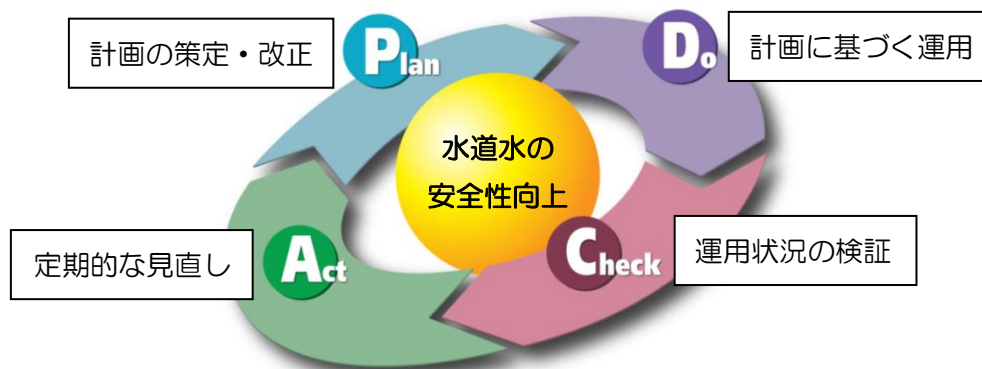 計画の策定・改正
Plan
Do
計画に基づく運用
水道水の
安全性向上
定期的な見直し
Act
Check
運用状況の検証